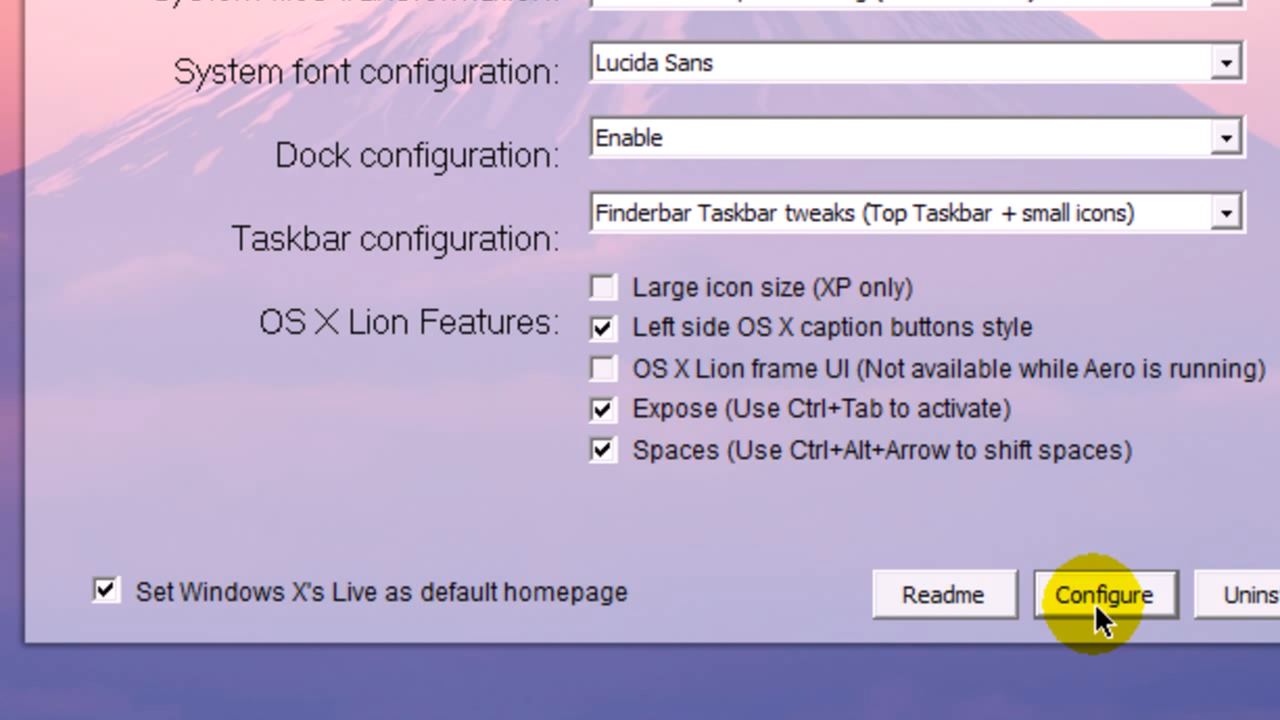 System font configuration:
Lucida Sans
Dock configuration:
Enable
Taskbar configuration:
Finderbar Taskbar tweaks (Top Taskbar + small icons)
OS X Lion Features:
Large icon size (XP only)
Left side OS X caption buttons style
OS X Lion frame UI (Not available while Aero is running)
Expose (Use Ctrl+Tab to activate)
Spaces (Use Ctrl+Alt+Arrow to shift spaces)
Set Windows X's Live as default homepage
Readme
Configure
Unins